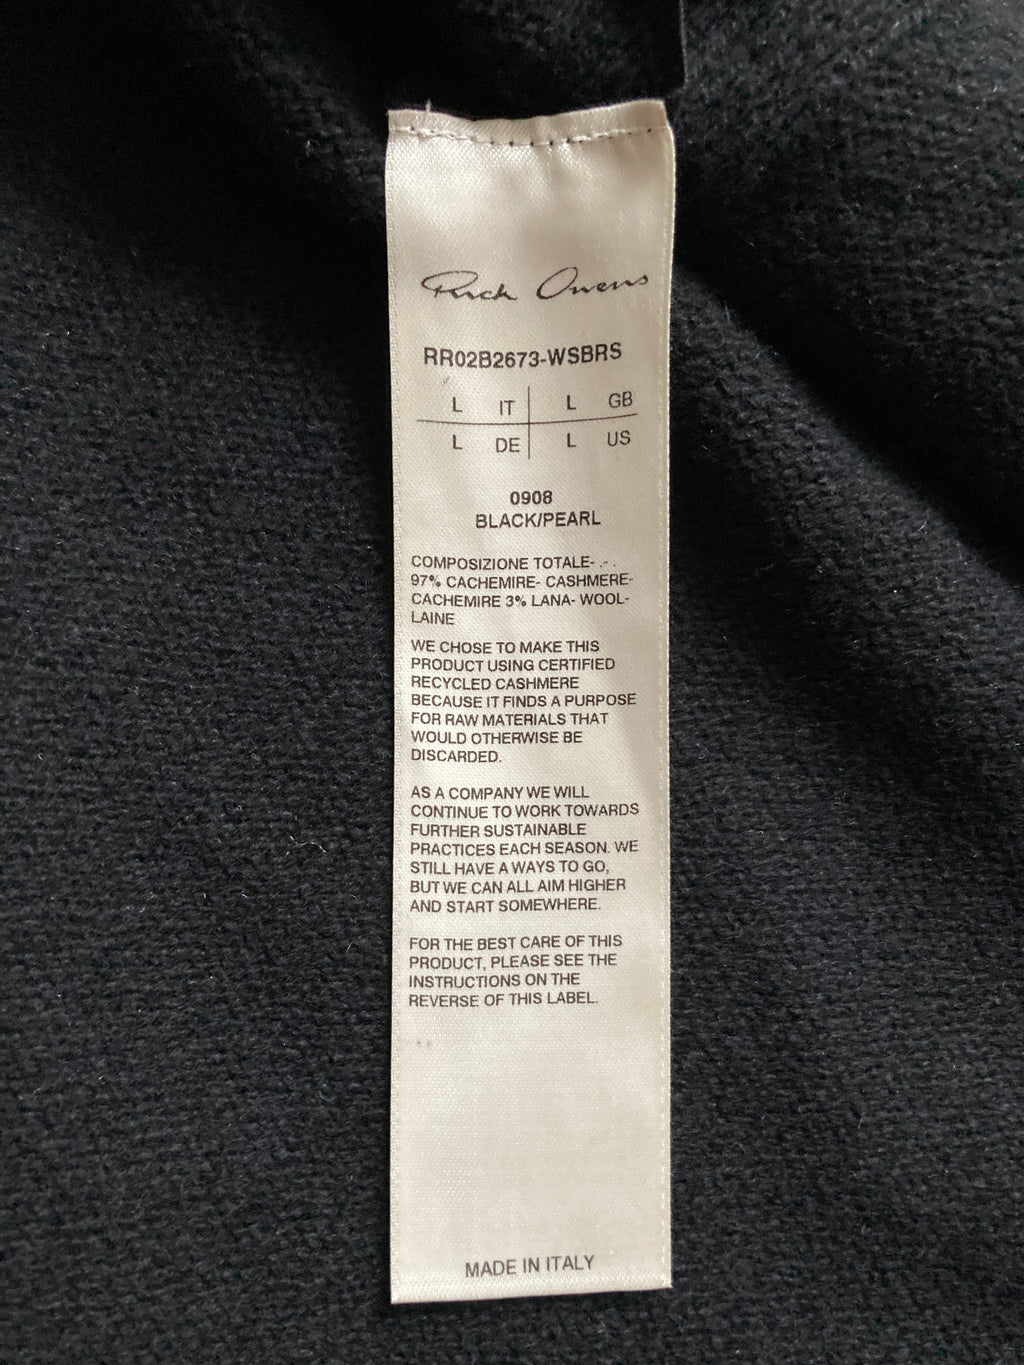 Rick Owens
RR02B2673-WSBRS
L IT L GB
L DE L US
0908
BLACK/PEARL
COMPOSIZIONE TOTALE-
97% CACHEMIRE- CASHMERE-
CACHEMIRE 3% LANA- WOOL-
LAINE
WE CHOSE TO MAKE THIS
PRODUCT USING CERTIFIED
RECYCLED CASHMERE
BECAUSE IT FINDS A PURPOSE
FOR RAW MATERIALS THAT
WOULD OTHERWISE BE
DISCARDED.
AS A COMPANY WE WILL
CONTINUE TO WORK TOWARDS
FURTHER SUSTAINABLE
PRACTICES EACH SEASON. WE
STILL HAVE A WAYS TO GO,
BUT WE CAN ALL AIM HIGHER
AND START SOMEWHERE.
FOR THE BEST CARE OF THIS
PRODUCT, PLEASE SEE THE
INSTRUCTIONS ON THE
REVERSE OF THIS LABEL.
MADE IN ITALY